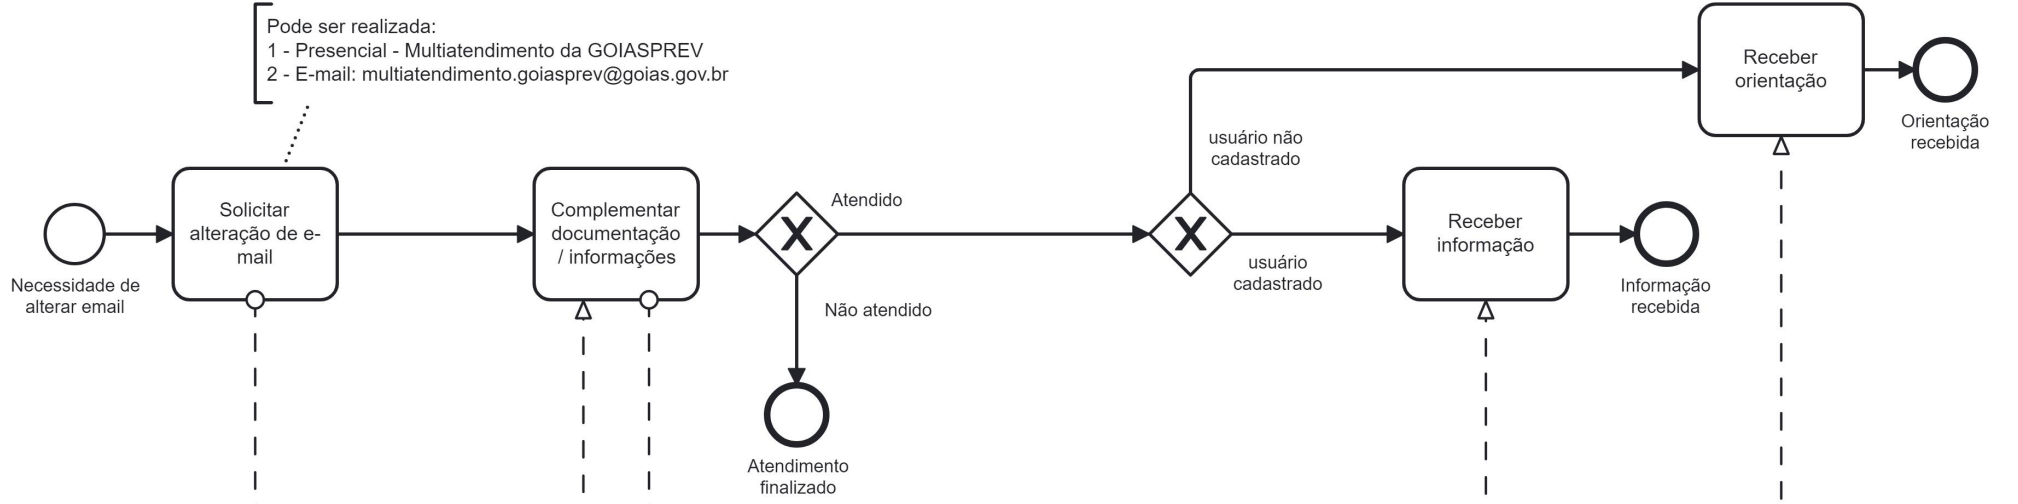 Pode ser realizada:
1 - Presencial - Multiatendimento da GOIASPREV
2 - E-mail: multiatendimento.goiasprev@goias.gov.br
Necessidade de
alterar email
Solicitar
alteração de e-
mail
Complementar
documentação
/ informações
X
Atendido
Não atendido
Atendimento
finalizado
X
usuário não
cadastrado
usuário
cadastrado
Receber
informação
Informação
recebida
Receber
orientação
Orientação
recebida